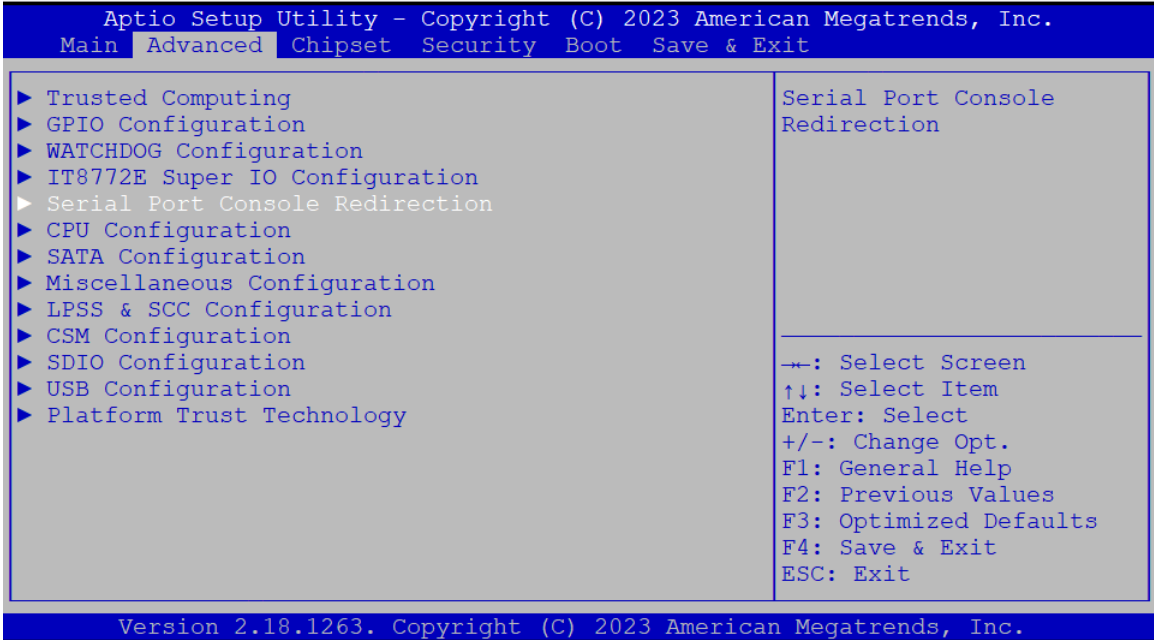 Aptio Setup Utility – Copyright (C) 2023 American Megatrends, Inc.
Main Advanced Chipset Security Boot Save & Exit
► Trusted Computing
► GPIO Configuration
► WATCHDOG Configuration
► IT8772E Super IO Configuration
► Serial Port Console Redirection
► CPU Configuration
► SATA Configuration
► Miscellaneous Configuration
► LPSS & SCC Configuration
► CSM Configuration
► SDIO Configuration
► USB Configuration
► Platform Trust Technology
Serial Port Console
Redirection
→←: Select Screen
↑↓: Select Item
Enter: Select
+/-: Change Opt.
F1: General Help
F2: Previous Values
F3: Optimized Defaults
F4: Save & Exit
ESC: Exit
Version 2.18.1263. Copyright (C) 2023 American Megatrends, Inc.